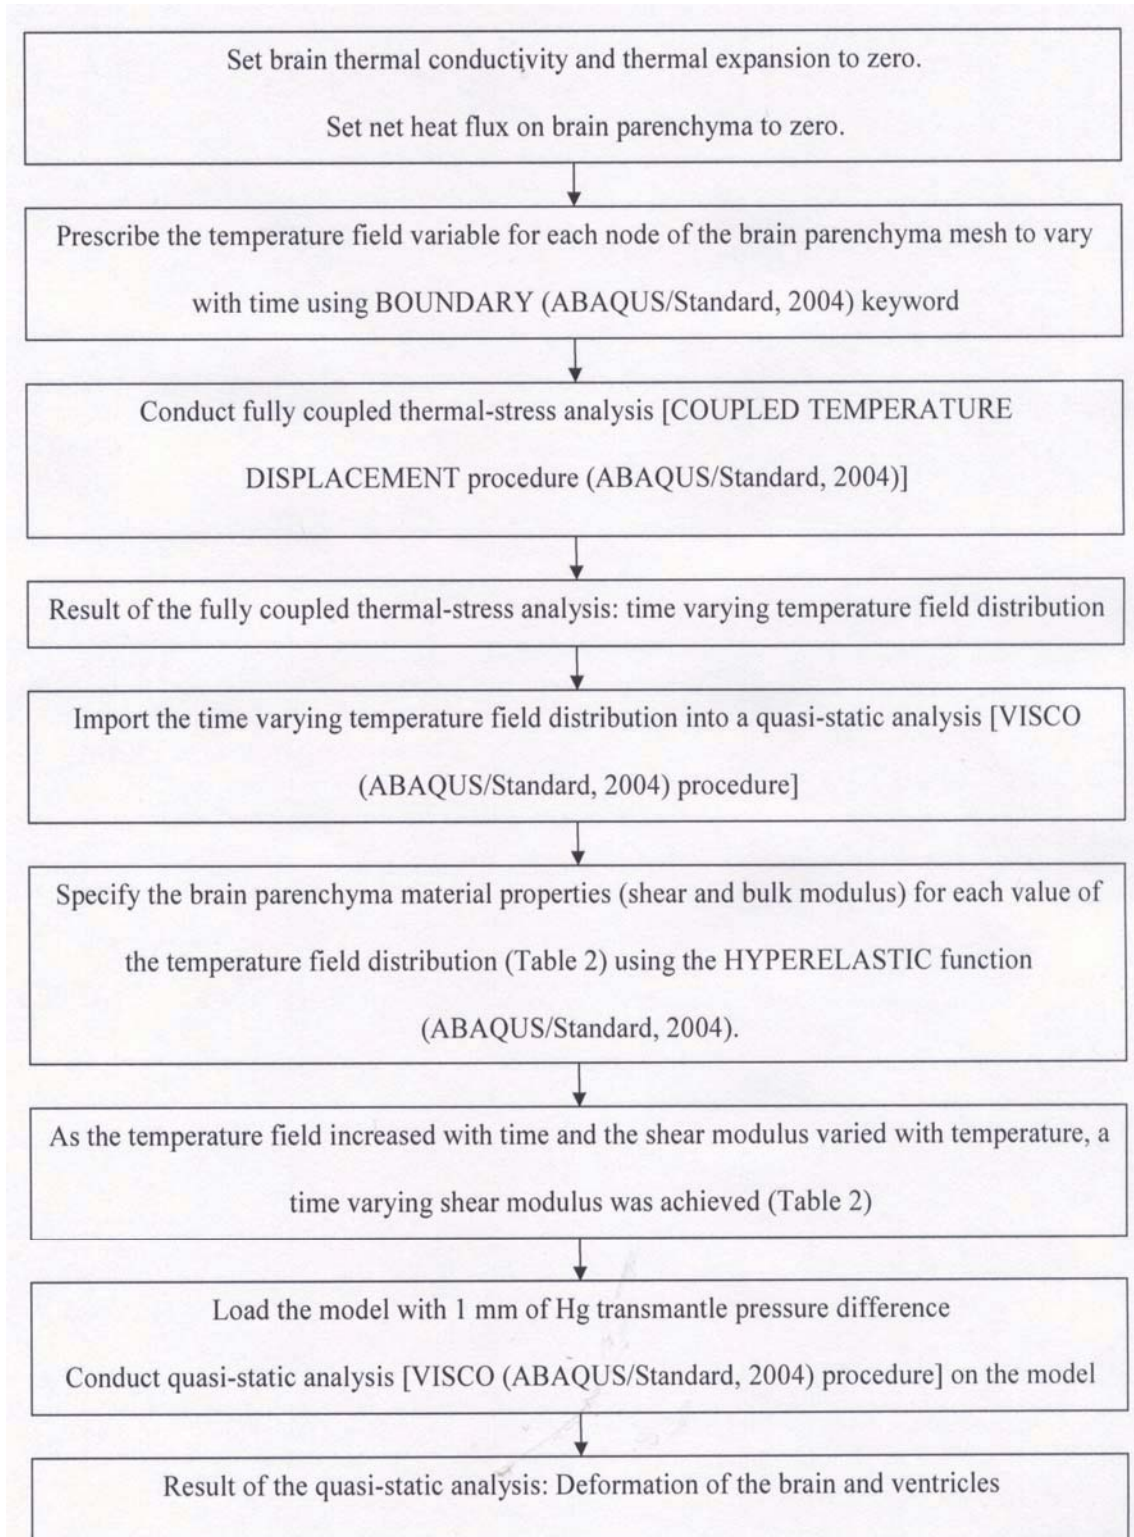 Set brain thermal conductivity and thermal expansion to zero.
Set net heat flux on brain parenchyma to zero.
Prescribe the temperature field variable for each node of the brain parenchyma mesh to vary
with time using BOUNDARY (ABAQUS/Standard, 2004) keyword
Conduct fully coupled thermal-stress analysis [COUPLED TEMPERATURE
DISPLACEMENT procedure (ABAQUS/Standard, 2004)]
Result of the fully coupled thermal-stress analysis: time varying temperature field distribution
Import the time varying temperature field distribution into a quasi-static analysis [VISCO
(ABAQUS/Standard, 2004) procedure]
Specify the brain parenchyma material properties (shear and bulk modulus) for each value of
the temperature field distribution (Table 2) using the HYPERELASTIC function
(ABAQUS/Standard, 2004).
As the temperature field increased with time and the shear modulus varied with temperature, a
time varying shear modulus was achieved (Table 2)
Load the model with 1 mm of Hg transmantle pressure difference
Conduct quasi-static analysis [VISCO (ABAQUS/Standard, 2004) procedure] on the model
Result of the quasi-static analysis: Deformation of the brain and ventricles